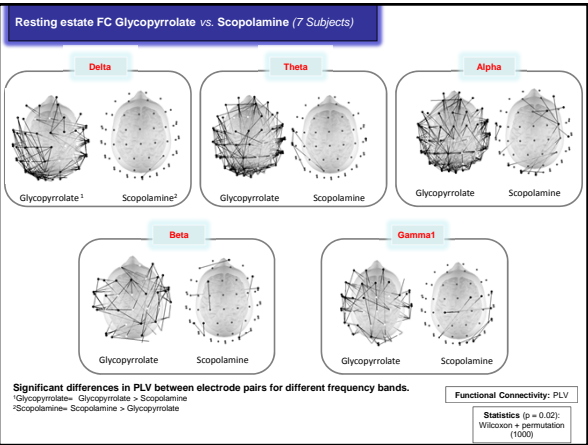 Resting estate FC Glycopyrrolate vs. Scopolamine (7 Subjects)
Delta
Theta
Alpha
Glycopyrrolate ¹
Scopolamine²
Glycopyrrolate
Scopolamine
Glycopyrrolate
Scopolamine
Beta
Gamma1
Glycopyrrolate
Scopolamine
Glycopyrrolate
Scopolamine
Significant differences in PLV between electrode pairs for different frequency bands.
¹Glycopyrrolate= Glycopyrrolate > Scopolamine
²Scopolamine= Scopolamine > Glycopyrrolate
Functional Connectivity: PLV
Statistics (p = 0.02):
Wilcoxon + permutation
(1000)